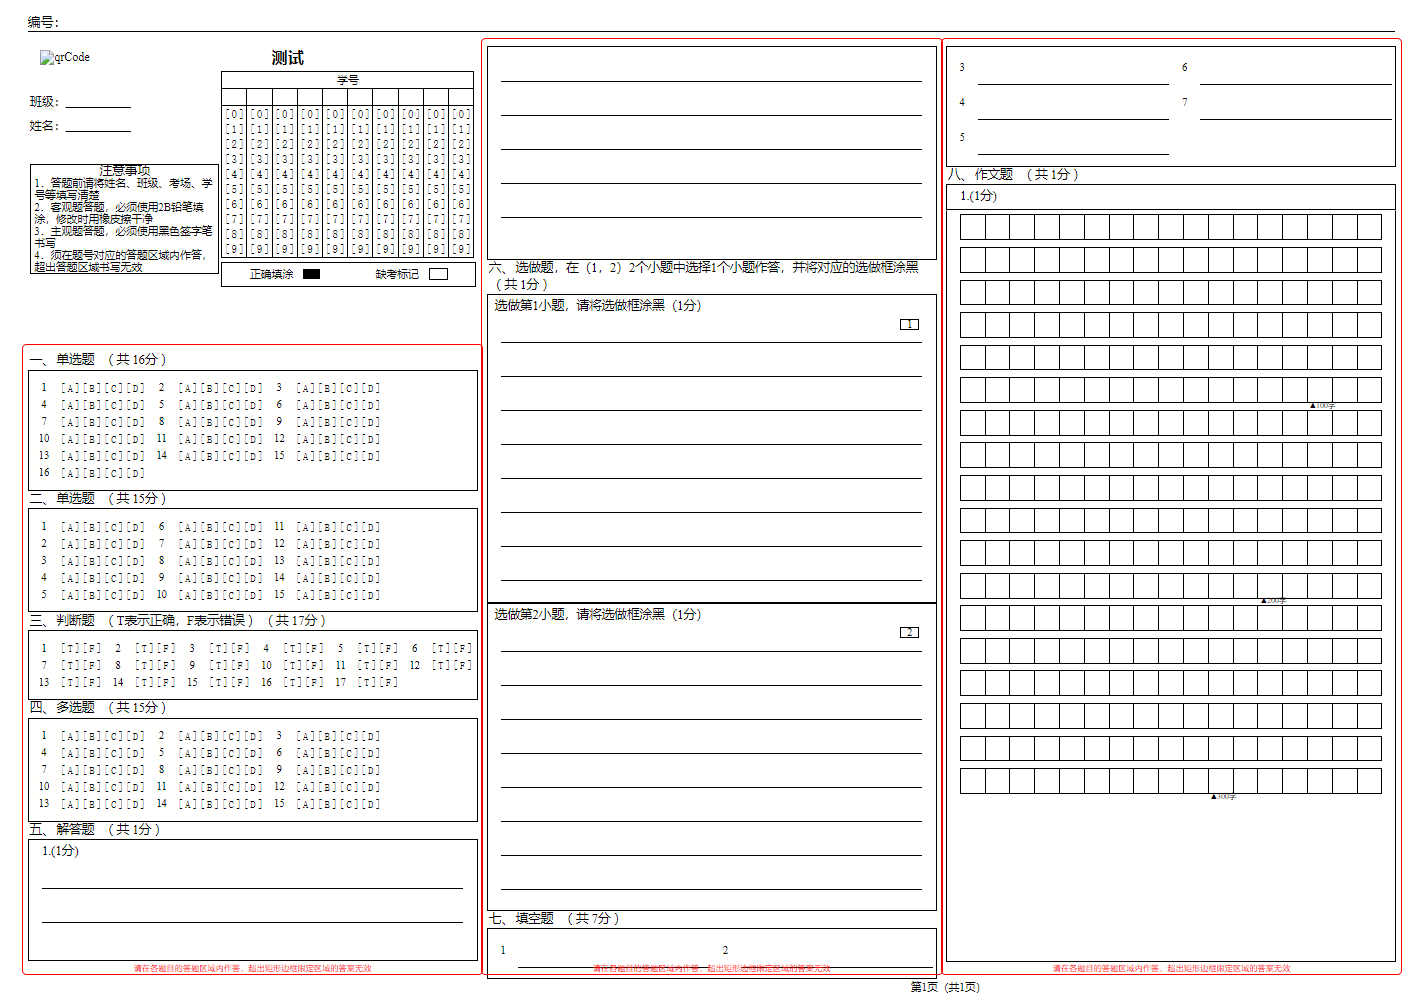 编号：
qrCode
测试
班级：
姓名：
注意事项
1．答题前请将姓名、班级、考场、学
号等填写清楚
2．客观题答题，必须使用2B铅笔填
涂，修改时用橡皮擦干净
3．主观题答题，必须使用黑色签字笔
书写
4．须在题号对应的答题区域内作答，
超出答题区域书写无效
学号
[0] [0] [0] [0] [0] [0] [0] [0] [0] [0]
[1] [1] [1] [1] [1] [1] [1] [1] [1] [1]
[2] [2] [2] [2] [2] [2] [2] [2] [2] [2]
[3] [3] [3] [3] [3] [3] [3] [3] [3] [3]
[4] [4] [4] [4] [4] [4] [4] [4] [4] [4]
[5] [5] [5] [5] [5] [5] [5] [5] [5] [5]
[6] [6] [6] [6] [6] [6] [6] [6] [6] [6]
[7] [7] [7] [7] [7] [7] [7] [7] [7] [7]
[8] [8] [8] [8] [8] [8] [8] [8] [8] [8]
[9] [9] [9] [9] [9] [9] [9] [9] [9] [9]
正确填涂 缺考标记
一、单选题 （共 16分）
1 [A][B][C][D] 2 [A][B][C][D] 3 [A][B][C][D]
4 [A][B][C][D] 5 [A][B][C][D] 6 [A][B][C][D]
7 [A][B][C][D] 8 [A][B][C][D] 9 [A][B][C][D]
10 [A][B][C][D] 11 [A][B][C][D] 12 [A][B][C][D]
13 [A][B][C][D] 14 [A][B][C][D] 15 [A][B][C][D]
16 [A][B][C][D]
二、单选题 （共 15分）
1 [A][B][C][D] 6 [A][B][C][D] 11 [A][B][C][D]
2 [A][B][C][D] 7 [A][B][C][D] 12 [A][B][C][D]
3 [A][B][C][D] 8 [A][B][C][D] 13 [A][B][C][D]
4 [A][B][C][D] 9 [A][B][C][D] 14 [A][B][C][D]
5 [A][B][C][D] 10 [A][B][C][D] 15 [A][B][C][D]
三、判断题 （T表示正确，F表示错误） （共 17分）
1 [T][F] 2 [T][F] 3 [T][F] 4 [T][F] 5 [T][F] 6 [T][F]
7 [T][F] 8 [T][F] 9 [T][F] 10 [T][F] 11 [T][F] 12 [T][F]
13 [T][F] 14 [T][F] 15 [T][F] 16 [T][F] 17 [T][F]
四、多选题 （共 15分）
1 [A][B][C][D] 2 [A][B][C][D] 3 [A][B][C][D]
4 [A][B][C][D] 5 [A][B][C][D] 6 [A][B][C][D]
7 [A][B][C][D] 8 [A][B][C][D] 9 [A][B][C][D]
10 [A][B][C][D] 11 [A][B][C][D] 12 [A][B][C][D]
13 [A][B][C][D] 14 [A][B][C][D] 15 [A][B][C][D]
五、解答题 （共 1分）
1.(1分)
请在各题目的答题区域内作答，超出矩形边框限定区域的答案无效
六、选做题，在（1，2）2个小题中选择1个小题作答，并将对应的选做框涂黑
（共 1分）
选做第1小题，请将选做框涂黑（1分）
1
选做第2小题，请将选做框涂黑（1分）
2
七、填空题 （共 7分）
1 2
请在各题目的答题区域内作答，超出矩形边框限定区域的答案无效
3 6
4 7
5
八、作文题 （共 1分）
1.(1分)
▲100字
▲200字
▲300字
请在各题目的答题区域内作答，超出矩形边框限定区域的答案无效
第1页 (共1页)